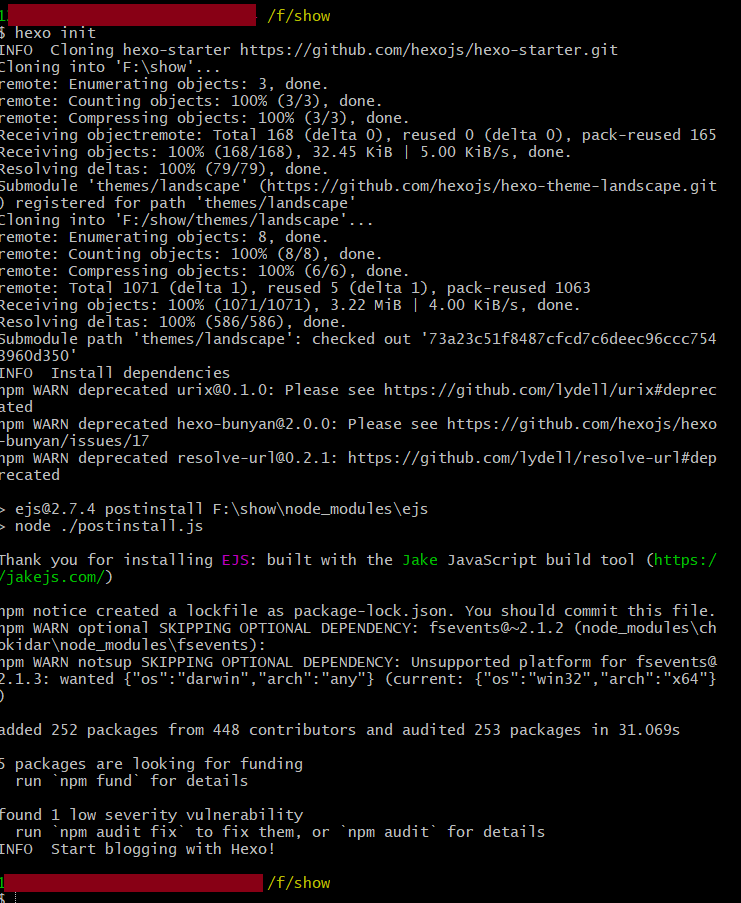 1 /f/show
$ hexo init
INFO  Cloning hexo-starter https://github.com/hexojs/hexo-starter.git
Cloning into 'F:\show'...
remote: Enumerating objects: 3, done.
remote: Counting objects: 100% (3/3), done.
remote: Compressing objects: 100% (3/3), done.
Receiving objectremote: Total 168 (delta 0), reused 0 (delta 0), pack-reused 165
Receiving objects: 100% (168/168), 32.45 KiB | 5.00 KiB/s, done.
Resolving deltas: 100% (79/79), done.
Submodule 'themes/landscape' (https://github.com/hexojs/hexo-theme-landscape.git
) registered for path 'themes/landscape'
Cloning into 'F:/show/themes/landscape'...
remote: Enumerating objects: 8, done.
remote: Counting objects: 100% (8/8), done.
remote: Compressing objects: 100% (6/6), done.
remote: Total 1071 (delta 1), reused 5 (delta 1), pack-reused 1063
Receiving objects: 100% (1071/1071), 3.22 MiB | 4.00 KiB/s, done.
Resolving deltas: 100% (586/586), done.
Submodule path 'themes/landscape': checked out '73a23c51f8487cfcd7c6deec96ccc754
3960d350'
INFO  Install dependencies
npm WARN deprecated urix@0.1.0: Please see https://github.com/lydell/urix#deprec
ated
npm WARN deprecated hexo-bunyan@2.0.0: Please see https://github.com/hexojs/hexo
-bunyan/issues/17
npm WARN deprecated resolve-url@0.2.1: https://github.com/lydell/resolve-url#dep
recated
> ejs@2.7.4 postinstall F:\show\node_modules\ejs
> node ./postinstall.js
Thank you for installing EJS: built with the Jake JavaScript build tool (https:/
/jakejs.com/)
npm notice created a lockfile as package-lock.json. You should commit this file.
npm WARN optional SKIPPING OPTIONAL DEPENDENCY: fsevents@~2.1.2 (node_modules\ch
okidar\node_modules\fsevents):
npm WARN notsup SKIPPING OPTIONAL DEPENDENCY: Unsupported platform for fsevents@
2.1.3: wanted {"os":"darwin","arch":"any"} (current: {"os":"win32","arch":"x64"}
)
added 252 packages from 448 contributors and audited 253 packages in 31.069s
5 packages are looking for funding
  run `npm fund` for details
found 1 low severity vulnerability
  run `npm audit fix` to fix them, or `npm audit` for details
INFO  Start blogging with Hexo!
1 /f/show
$